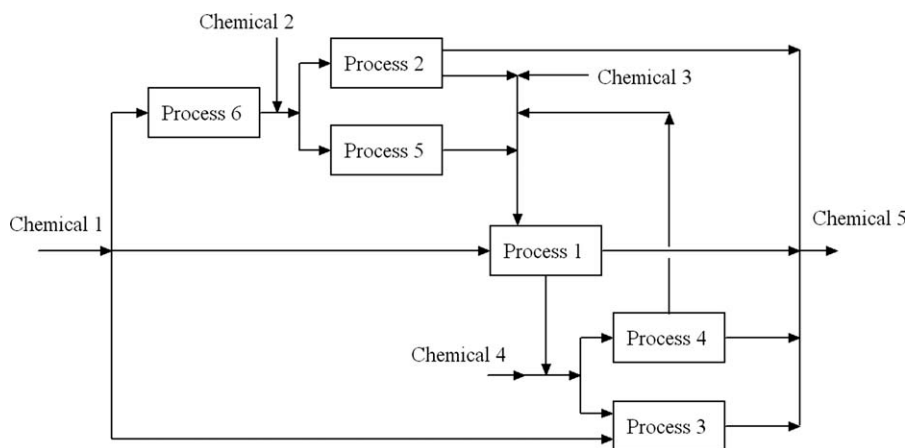 Chemical 2
Process 2
Chemical 3
Process 6
Process 5
Chemical 1
Chemical 5
Process 1
Process 4
Chemical 4
Process 3